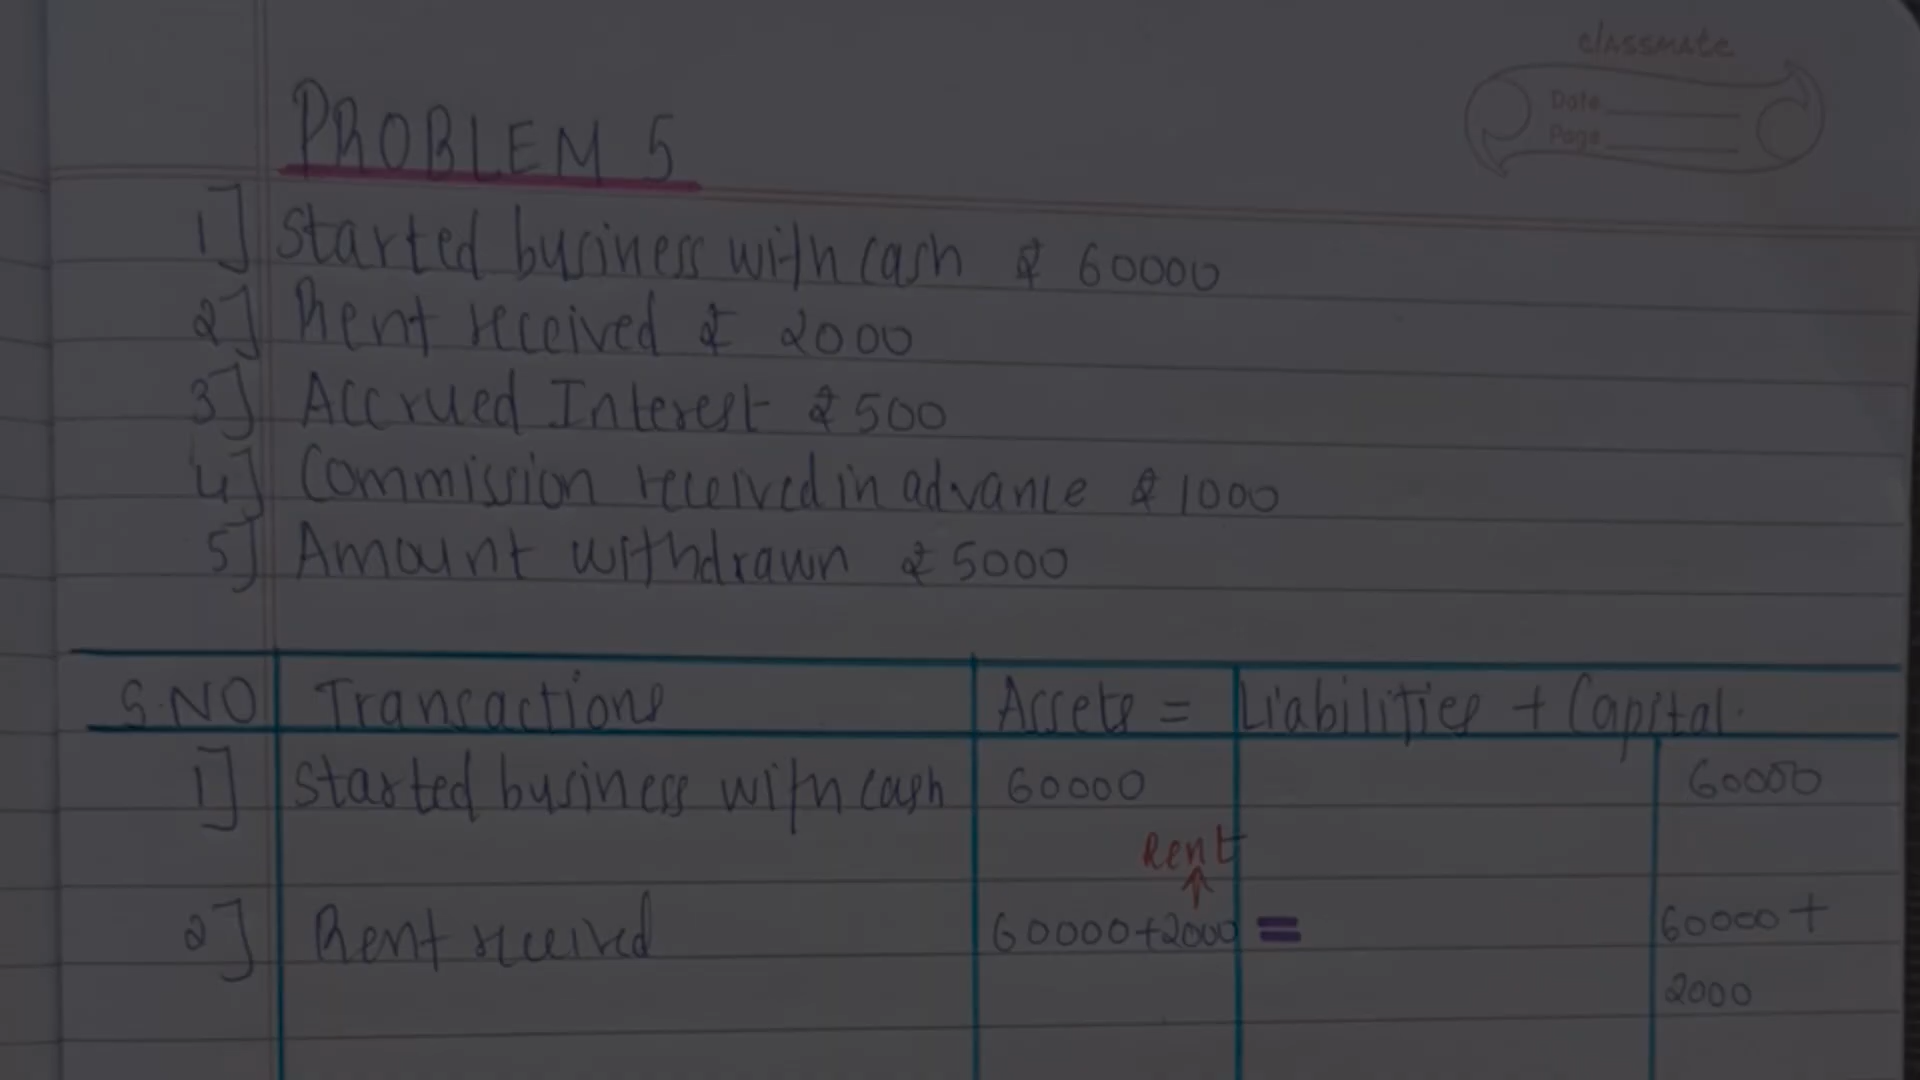 classmate
Date
Page
PROBLEM 5
1] Started business with cash ₹ 60000
2] Rent received ₹ 2000
3] Accrued Interest ₹ 500
4] Commission received in advance ₹ 1000
5] Amount withdrawn ₹ 5000
S.NO Transactions Assets = Liabilities + Capital
1] Started business with cash 60000 60000
Rent
2] Rent received 60000+2000 = 60000+
2000